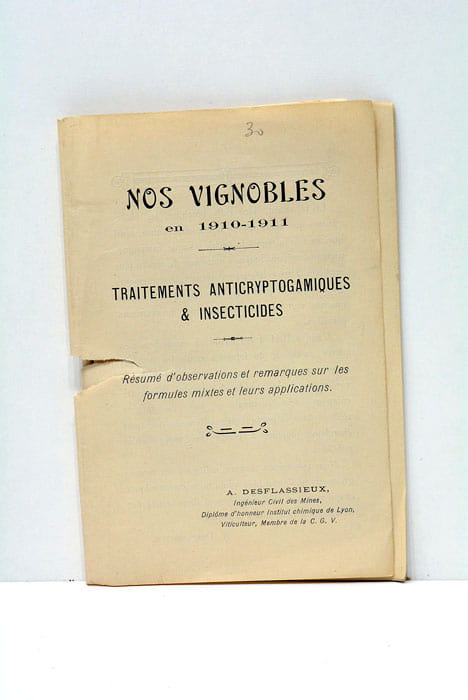 30
NOS VIGNOBLES
en 1910-1911
TRAITEMENTS ANTICRYPTOGAMIQUES
& INSECTICIDES
Résumé d'observations et remarques sur les
formules mixtes et leurs applications.
A. DESFLASSIEUX,
Ingénieur Civil des Mines,
Diplôme d'honneur Institut chimique de Lyon,
Viticulteur, Membre de la C. G. V.